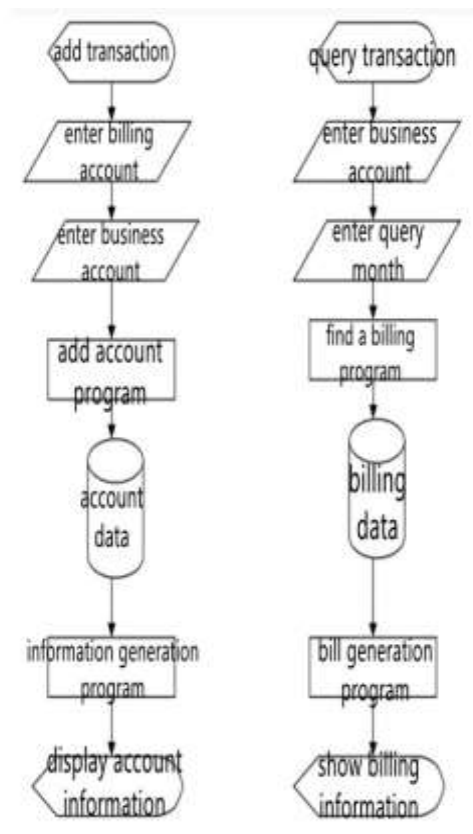 add transaction
enter billing
account
enter business
account
add account
program
account
data
information generation
program
display account
information
query transaction
enter business
account
enter query
month
find a billing
program
billing
data
bill generation
program
show billing
information